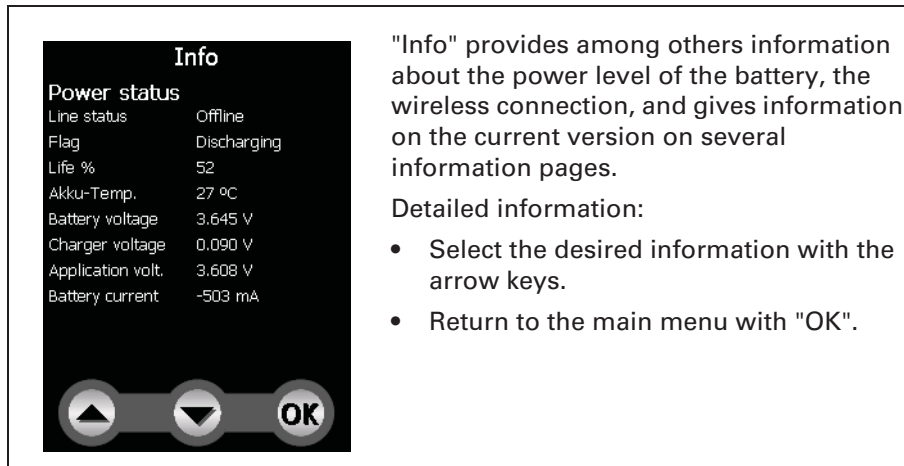 Info
Power status
Line status Offline
Flag Discharging
Life % 52
Akku-Temp. 27 ºC
Battery voltage 3.645 V
Charger voltage 0.090 V
Application volt. 3.608 V
Battery current -503 mA
OK
"Info" provides among others information
about the power level of the battery, the
wireless connection, and gives information
on the current version on several
information pages.
Detailed information:
• Select the desired information with the
arrow keys.
• Return to the main menu with "OK".